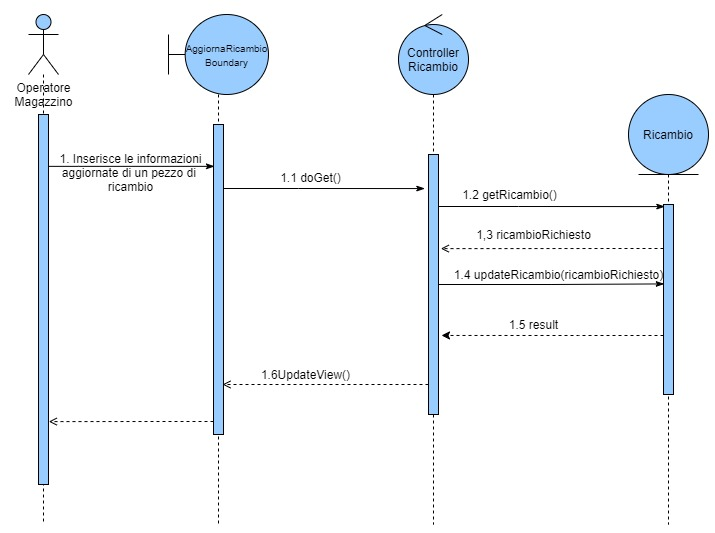 AggiornaRicambio
Boundary
Controller
Ricambio
Operatore
Magazzino
Ricambio
1. Inserisce le informazioni
aggiornate di un pezzo di
ricambio
1.1 doGet()
1.2 getRicambio()
1,3 ricambioRichiesto
1.4 updateRicambio(ricambioRichiesto)
1.5 result
1.6UpdateView()